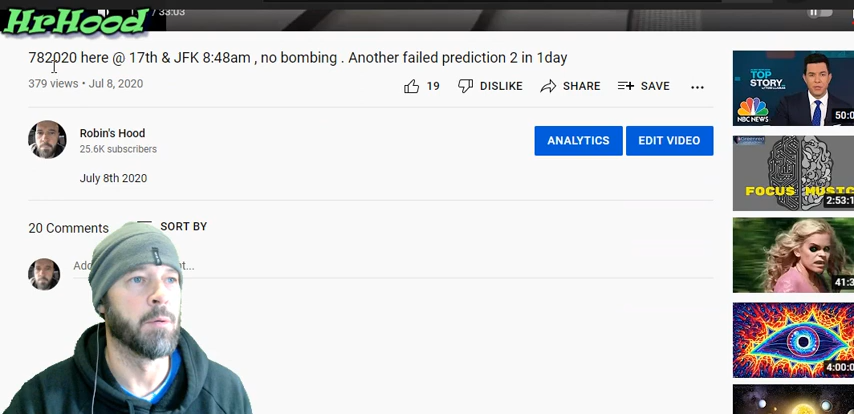 HrHood
/ 33:03
782020 here @ 17th & JFK 8:48am , no bombing . Another failed prediction 2 in 1day
379 views • Jul 8, 2020
19
DISLIKE
SHARE
SAVE
Robin's Hood
25.6K subscribers
ANALYTICS
EDIT VIDEO
July 8th 2020
20 Comments
SORT BY
TOP
STORY
NBC NEWS
50:0
FOCUS MUSIC
2:53:1
41:3
4:00:0